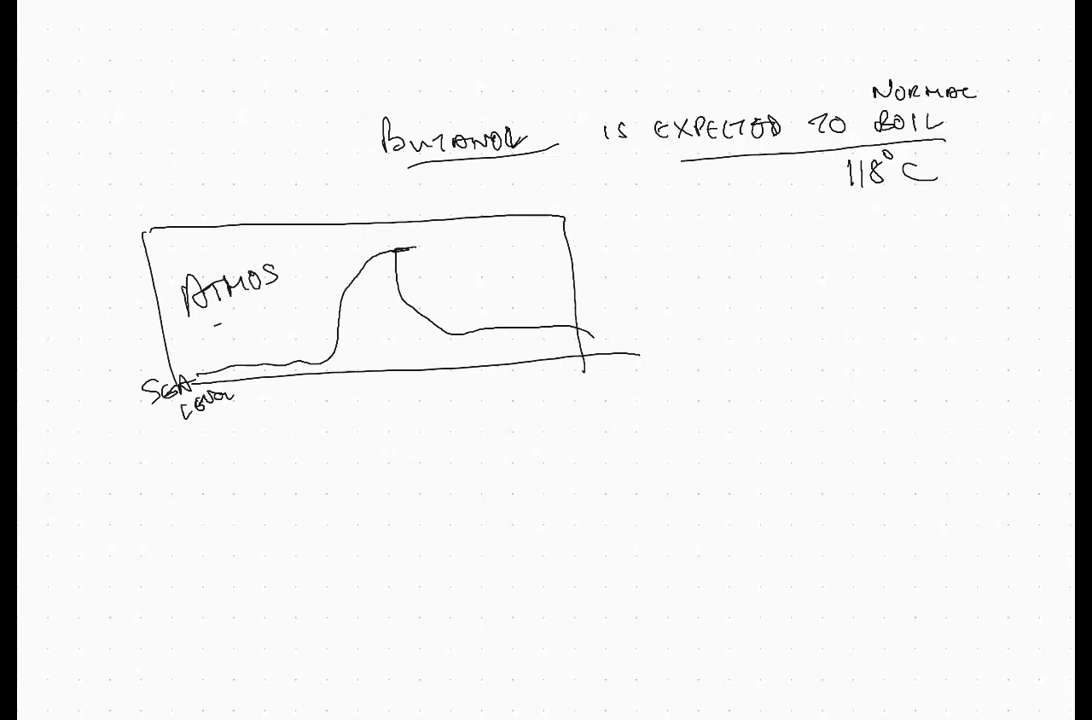 NORMAL
BUTANOL IS EXPECTED TO BOIL
118° C
ATMOS
SEA
LEVEL